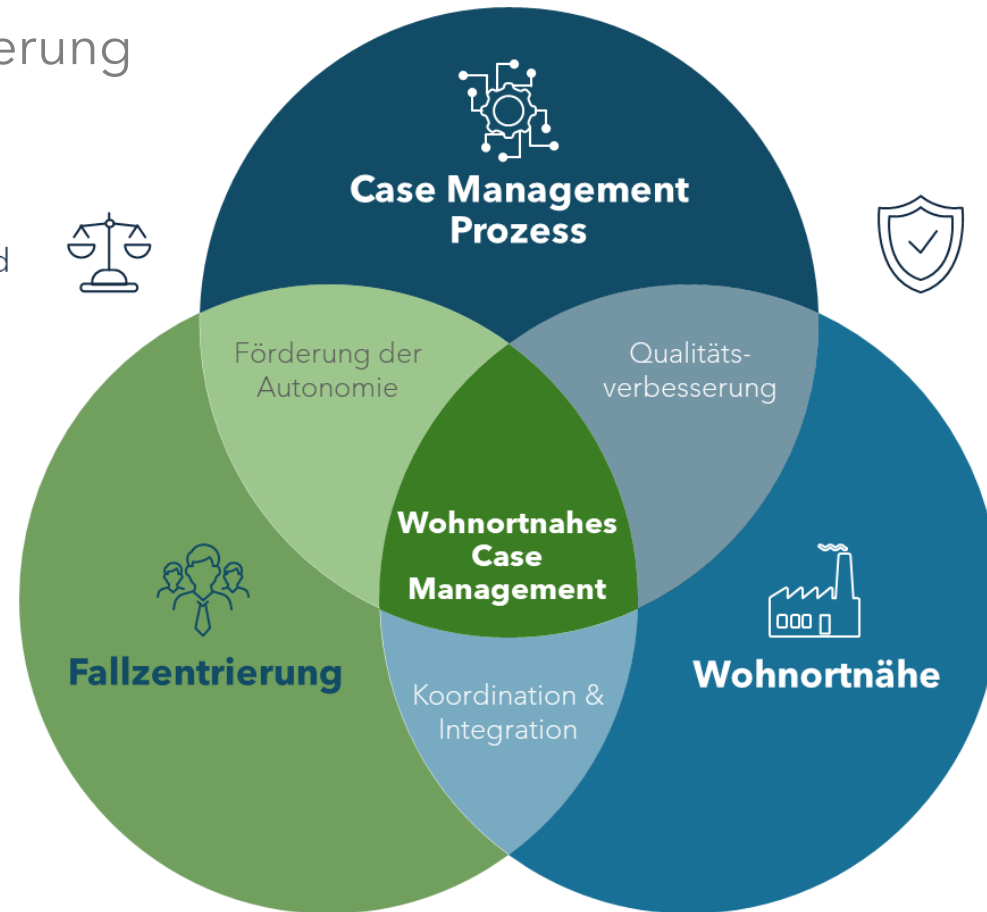 erung
Case Management
Prozess
d
Förderung der
Autonomie
Qualitäts-
verbesserung
Wohnortnahes
Case
Management
Fallzentrierung
Wohnortnähe
Koordination &
Integration